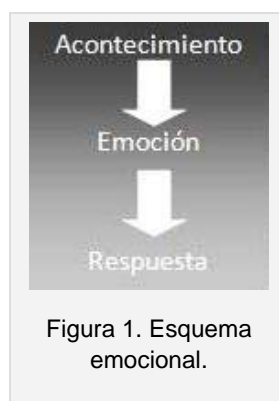 Acontecimiento
Emoción
Respuesta
Figura 1. Esquema
emocional.